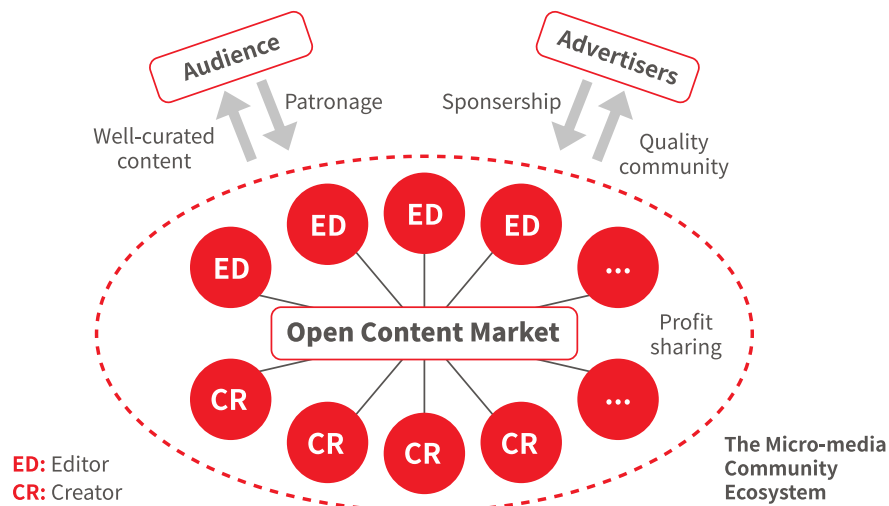 Audience
Advertisers
Patronage
Sponsership
Well-curated
content
Quality
community
ED
ED
ED
ED
...
Open Content Market
Profit
sharing
CR
CR
CR
CR
...
ED: Editor
CR: Creator
The Micro-media
Community
Ecosystem